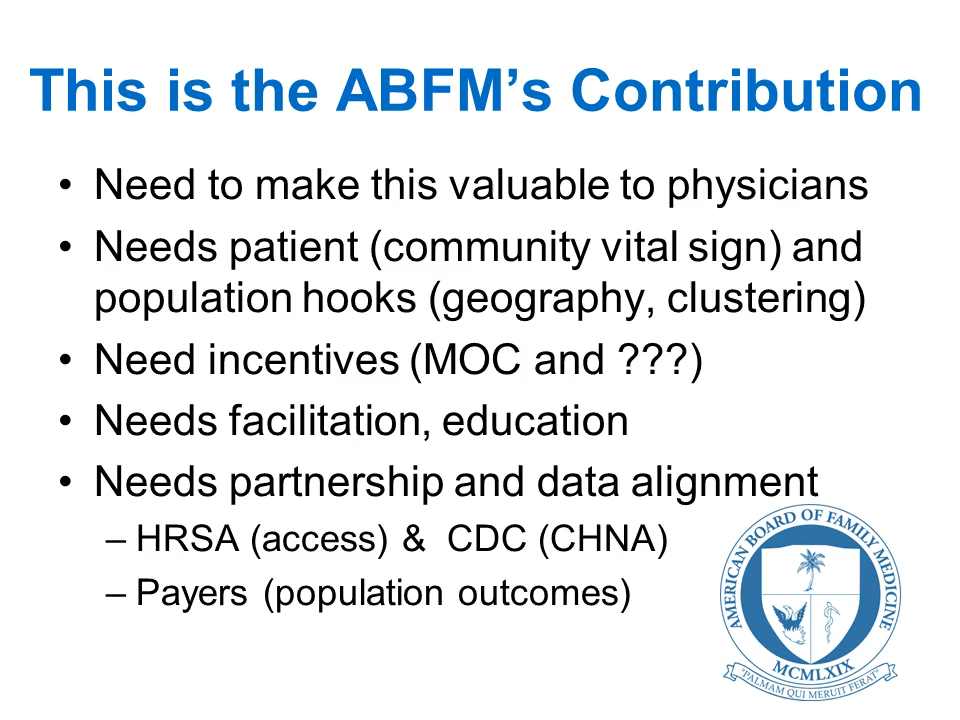 This is the ABFM’s Contribution
• Need to make this valuable to physicians
• Needs patient (community vital sign) and
population hooks (geography, clustering)
• Need incentives (MOC and ???)
• Needs facilitation, education
• Needs partnership and data alignment
– HRSA (access) & CDC (CHNA)
– Payers (population outcomes)
AMERICAN BOARD OF FAMILY MEDICINE
MCMLXIX
"PALMAM QUI MERUIT FERAT"